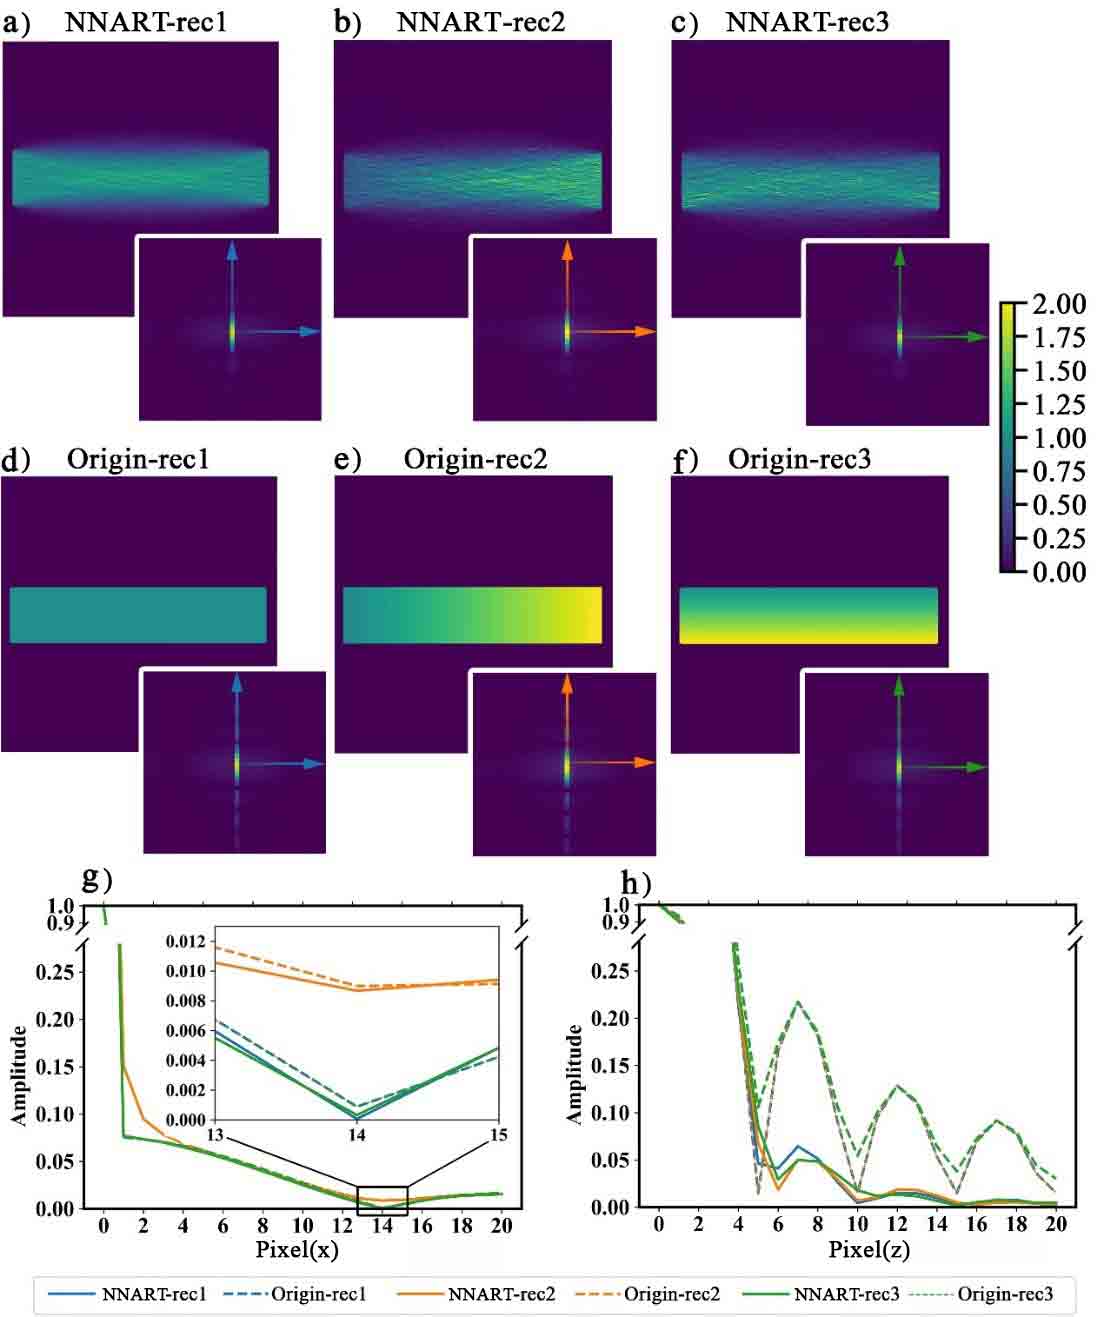 a) NNART-rec1
b) NNART-rec2
c) NNART-rec3
2.00
1.75
1.50
1.25
1.00
0.75
0.50
0.25
0.00
d) Origin-rec1
e) Origin-rec2
f) Origin-rec3
g)
1.0
0.9
0.25
0.20
0.15
0.10
0.05
0.00
Amplitude
0.012
0.010
0.008
0.006
0.004
0.002
0.000
13 14 15
0 2 4 6 8 10 12 14 16 18 20
Pixel(x)
h)
1.0
0.9
0.25
0.20
0.15
0.10
0.05
0.00
Amplitude
0 2 4 6 8 10 12 14 16 18 20
Pixel(z)
NNART-rec1 Origin-rec1 NNART-rec2 Origin-rec2 NNART-rec3 Origin-rec3